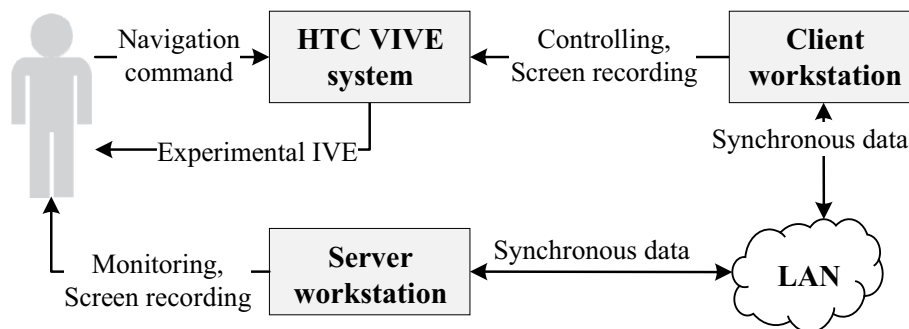 Navigation
command
HTC VIVE
system
Controlling,
Screen recording
Client
workstation
Experimental IVE
Synchronous data
Monitoring,
Screen recording
Server
workstation
Synchronous data
LAN